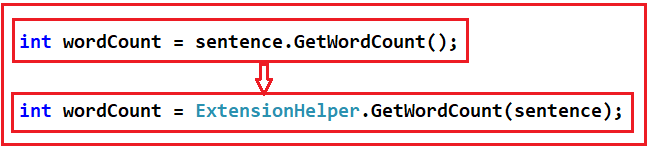 int wordCount = sentence.GetWordCount();
int wordCount = ExtensionHelper.GetWordCount(sentence);